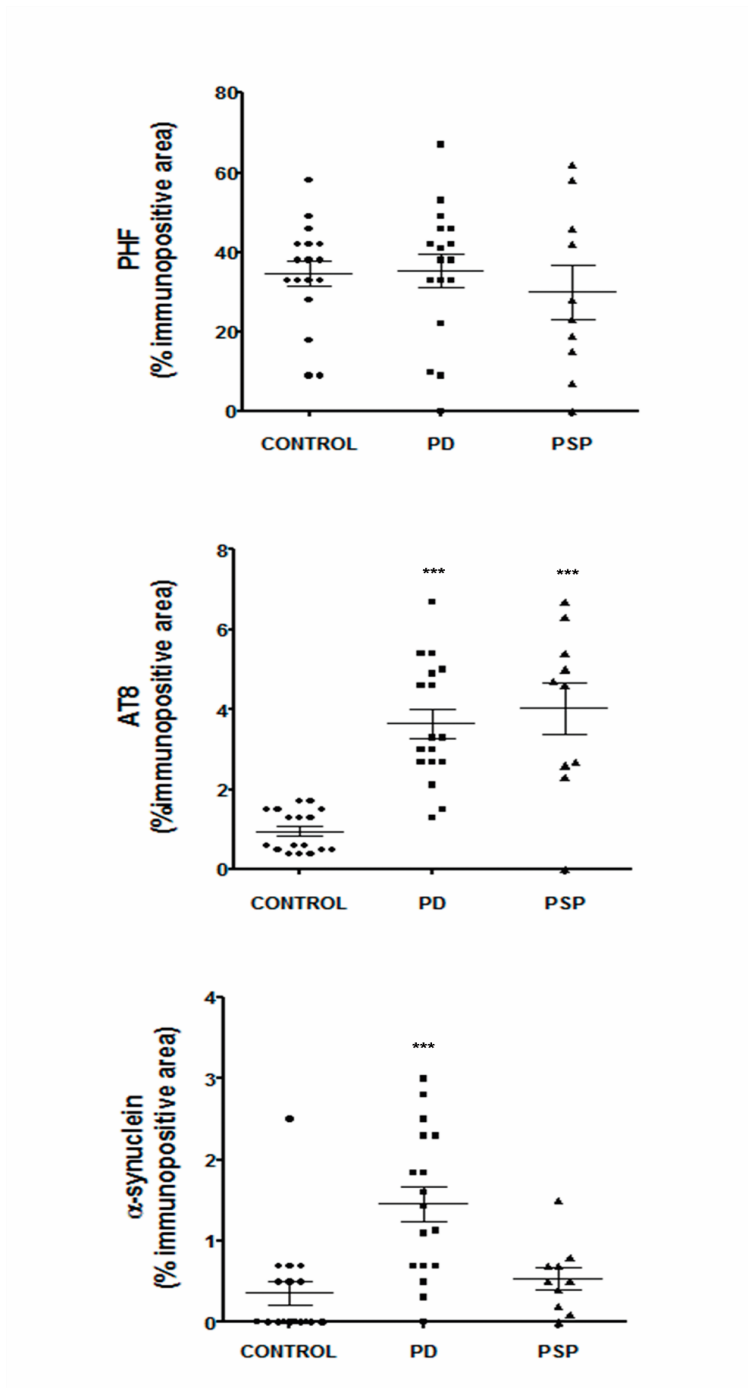 PHF
(% immunopositive area)
80
60
40
20
0
CONTROL PD PSP
AT8
(%immunopositive area)
8
6
4
2
0
*** ***
CONTROL PD PSP
α-synuclein
(% immunopositive area)
4
3
2
1
0
***
CONTROL PD PSP